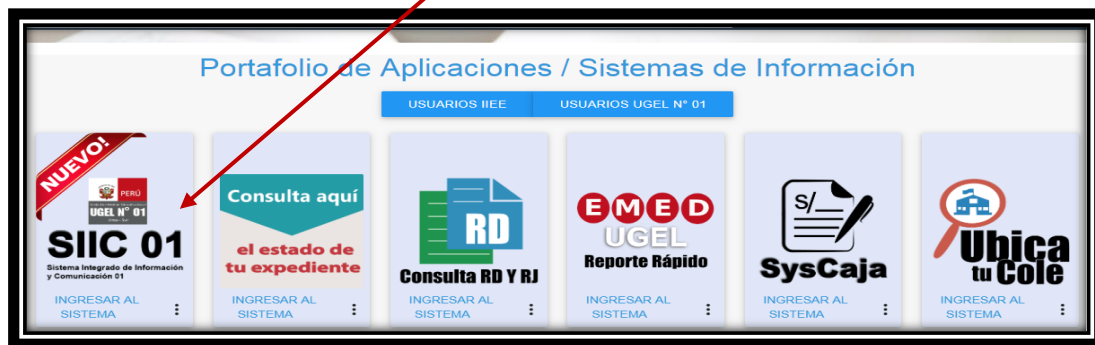 Portafolio de Aplicaciones / Sistemas de Información
USUARIOS IIEE
USUARIOS UGEL N° 01
NUEVO!
PERÚ
UGEL N° 01
SIIC 01
Sistema Integrado de Información
y Comunicación 01
INGRESAR AL
SISTEMA
Consulta aquí
el estado de
tu expediente
INGRESAR AL
SISTEMA
RD
Consulta RD Y RJ
INGRESAR AL
SISTEMA
EMED
UGEL
Reporte Rápido
INGRESAR AL
SISTEMA
S/
SysCaja
INGRESAR AL
SISTEMA
Ubica
tu Cole
INGRESAR AL
SISTEMA